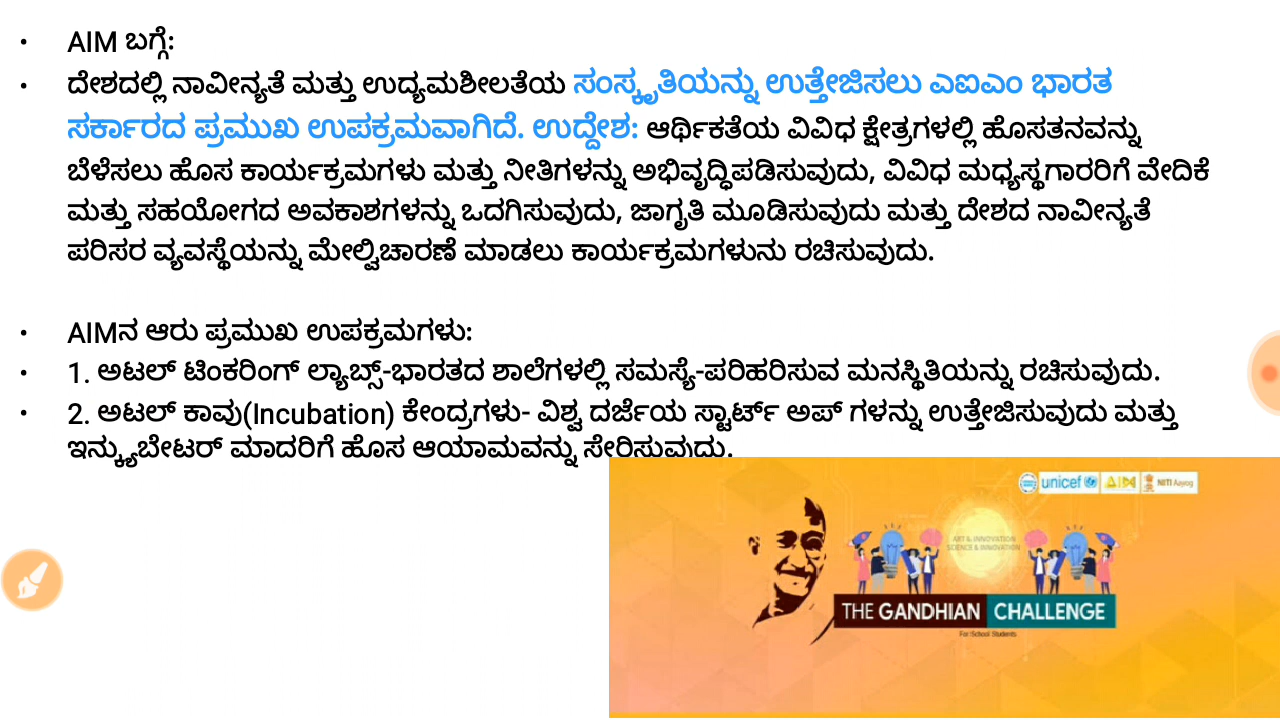 • AIM ಬಗ್ಗೆ:
• ದೇಶದಲ್ಲಿ ನಾವೀನ್ಯತೆ ಮತ್ತು ಉದ್ಯಮಶೀಲತೆಯ ಸಂಸ್ಕೃತಿಯನ್ನು ಉತ್ತೇಜಿಸಲು ಎಐಎಂ ಭಾರತ
ಸರ್ಕಾರದ ಪ್ರಮುಖ ಉಪಕ್ರಮವಾಗಿದೆ. ಉದ್ದೇಶ: ಆರ್ಥಿಕತೆಯ ವಿವಿಧ ಕ್ಷೇತ್ರಗಳಲ್ಲಿ ಹೊಸತನವನ್ನು
ಬೆಳೆಸಲು ಹೊಸ ಕಾರ್ಯಕ್ರಮಗಳು ಮತ್ತು ನೀತಿಗಳನ್ನು ಅಭಿವೃದ್ಧಿಪಡಿಸುವುದು, ವಿವಿಧ ಮಧ್ಯಸ್ಥಗಾರರಿಗೆ ವೇದಿಕೆ
ಮತ್ತು ಸಹಯೋಗದ ಅವಕಾಶಗಳನ್ನು ಒದಗಿಸುವುದು, ಜಾಗೃತಿ ಮೂಡಿಸುವುದು ಮತ್ತು ದೇಶದ ನಾವೀನ್ಯತೆ
ಪರಿಸರ ವ್ಯವಸ್ಥೆಯನ್ನು ಮೇಲ್ವಿಚಾರಣೆ ಮಾಡಲು ಕಾರ್ಯಕ್ರಮಗಳುನು ರಚಿಸುವುದು.
• AIMನ ಆರು ಪ್ರಮುಖ ಉಪಕ್ರಮಗಳು:
• 1. ಅಟಲ್ ಟಿಂಕರಿಂಗ್ ಲ್ಯಾಬ್ಸ್-ಭಾರತದ ಶಾಲೆಗಳಲ್ಲಿ ಸಮಸ್ಯೆ-ಪರಿಹರಿಸುವ ಮನಸ್ಥಿತಿಯನ್ನು ರಚಿಸುವುದು.
• 2. ಅಟಲ್ ಕಾವು(Incubation) ಕೇಂದ್ರಗಳು- ವಿಶ್ವ ದರ್ಜೆಯ ಸ್ಟಾರ್ಟ್ ಅಪ್ ಗಳನ್ನು ಉತ್ತೇಜಿಸುವುದು ಮತ್ತು
ಇನ್ಕ್ಯುಬೇಟರ್ ಮಾದರಿಗೆ ಹೊಸ ಆಯಾಮವನ್ನು ಸೇರಿಸುವುದು.
unicef AIM NITI Aayog
ART & INNOVATION
SCIENCE & INNOVATION
THE GANDHIAN CHALLENGE
For School Students